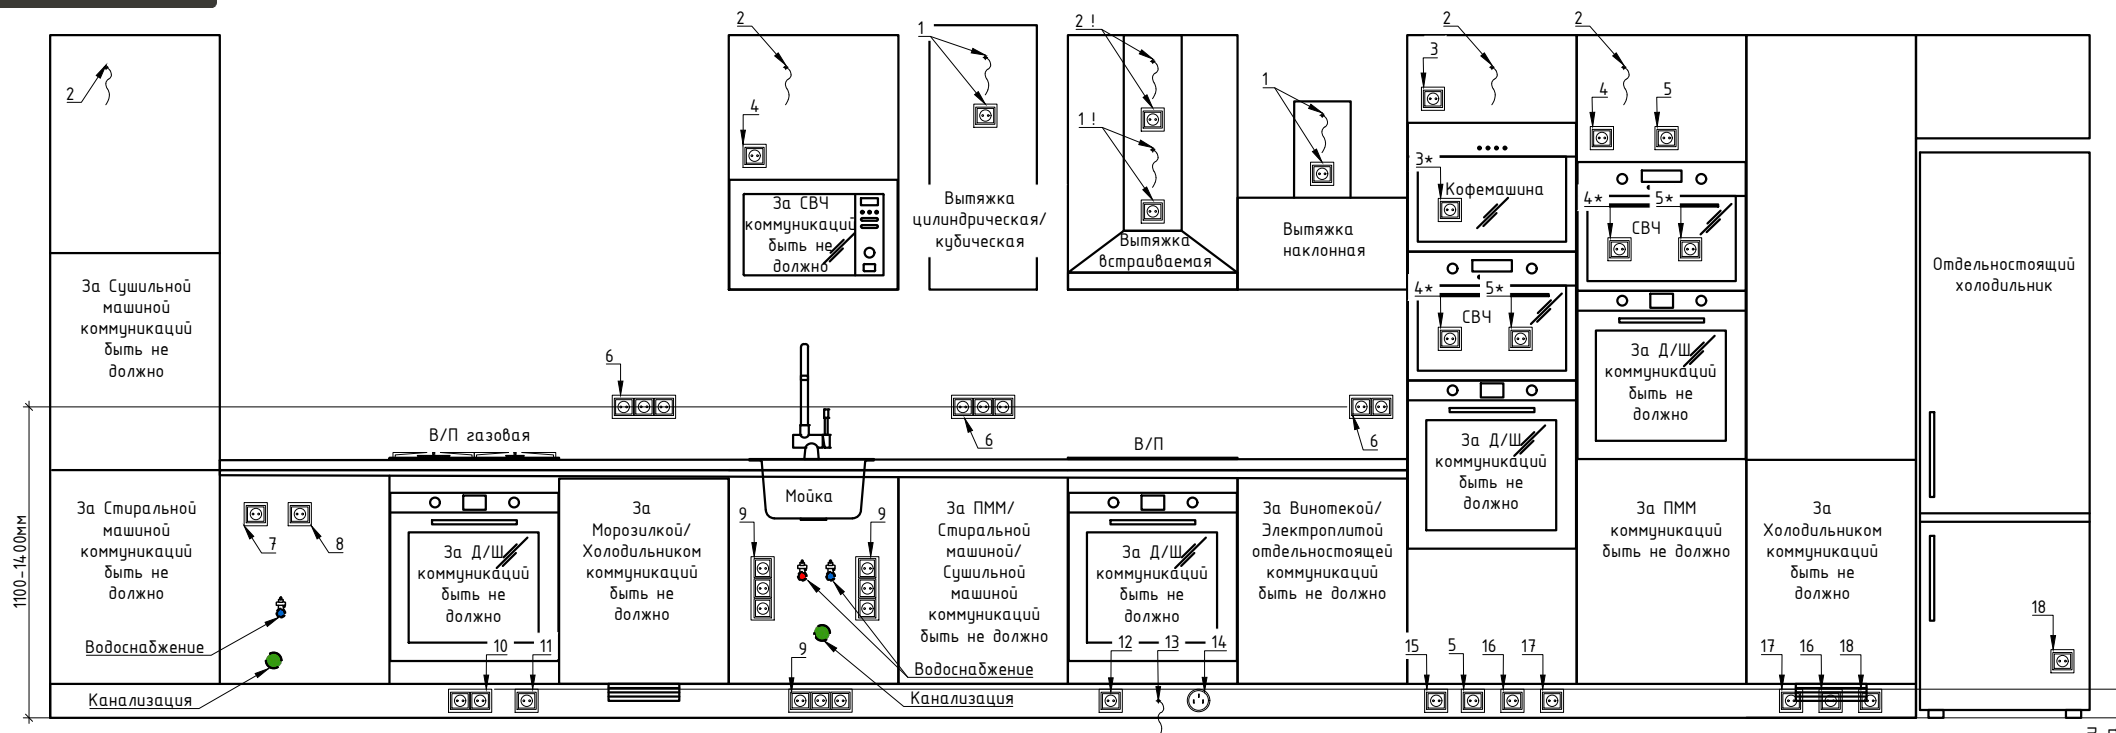 2
2
1
2 !
2
2
3
1
4
4
5
1 !
3*
Кофемашина
За СВЧ
коммуникаций
быть не
должно
Вытяжка
цилиндрическая/
кубическая
Вытяжка
встраиваемая
Вытяжка
наклонная
4*
5*
СВЧ
4*
5*
СВЧ
Отдельностоящий
холодильник
За Сушильной
машиной
коммуникаций
быть не
должно
За Д/Ш
коммуникаций
быть не
должно
6
6
6
В/П газовая
В/П
За Д/Ш
коммуникаций
быть не
должно
1100-1400мм
За Стиральной
машиной
коммуникаций
быть не
должно
7
8
Водоснабжение
Канализация
За Д/Ш
коммуникаций
быть не
должно
10
11
За
Морозилкой/
Холодильником
коммуникаций
быть не
должно
Мойка
9
9
9
Водоснабжение
Канализация
За ПММ/
Стиральной
машиной/
Сушильной
машиной
коммуникаций
быть не должно
За Д/Ш
коммуникаций
быть не
должно
12
13
14
За Винотекой/
Электроплитой
отдельностоящей
коммуникаций
быть не должно
15
5
16
17
За ПММ
коммуникаций
быть не должно
За
Холодильником
коммуникаций
быть не
должно
17
16
18
18